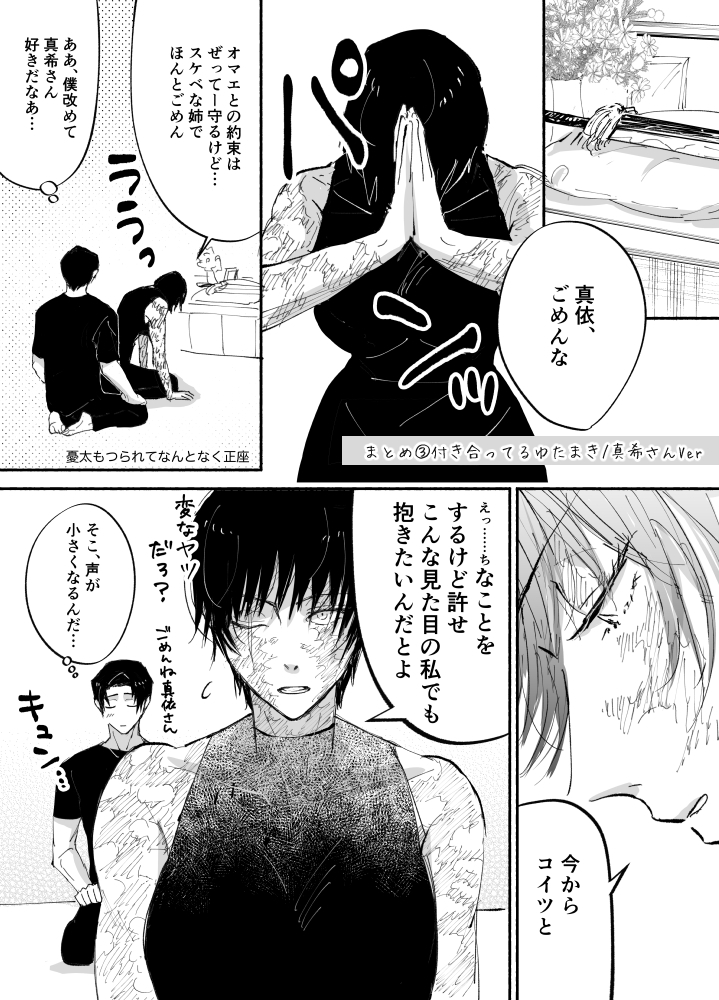 真依、
ごめんな
パンッ
オマエとの約束は
ぜってー守るけど…
スケベな姉で
ほんとごめん
ああ、僕改めて
真希さん
好きだなあ…
ううっ
憂太もつられてなんとなく正座
まとめ③付き合ってるゆたまき/真希さんVer
今から
コイツと
えっ……ちなことを
するけど許せ
こんな見た目の私でも
抱きたいんだとよ
変なヤツ
だろ?
そこ、声が
小さくなるんだ…
ごめんね真依さん
キュン…